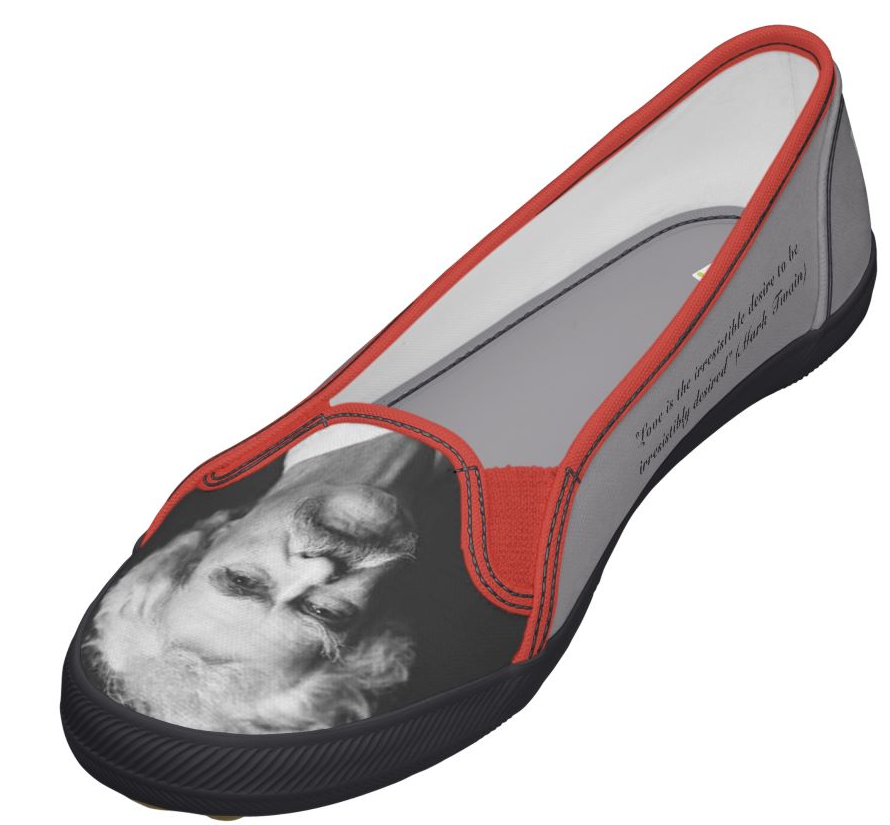 "Love is the irresistible desire to be
irresistibly desired" (Mark Twain)